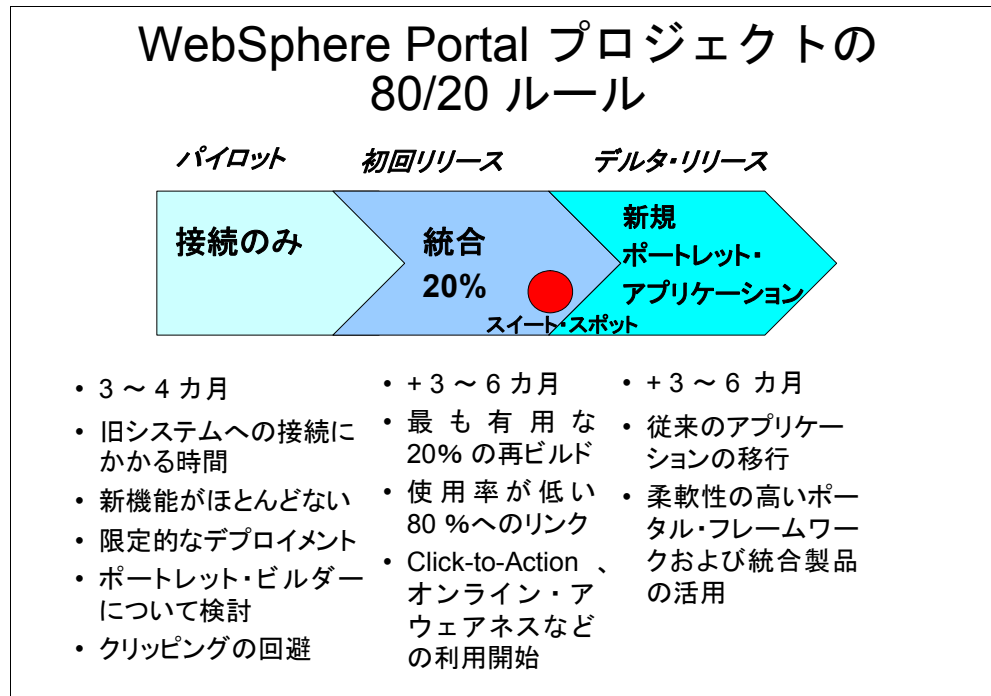 WebSphere Portal プロジェクトの
80/20 ルール
パイロット
初回リリース
デルタ・リリース
接続のみ
統合
20%
スイート・スポット
新規
ポートレット・
アプリケーション
• 3 ～ 4 カ月
• 旧システムへの接続に
かかる時間
• 新機能がほとんどない
• 限定的なデプロイメント
• ポートレット・ビルダー
について検討
• クリッピングの回避
• + 3 ～ 6 カ月
• 最も有用な
20% の再ビルド
• 使用率が低い
80 %へのリンク
• Click-to-Action 、
オンライン・ア
ウェアネスなど
の利用開始
• + 3 ～ 6 カ月
• 従来のアプリケー
ションの移行
• 柔軟性の高いポー
タル・フレームワー
クおよび統合製品
の活用